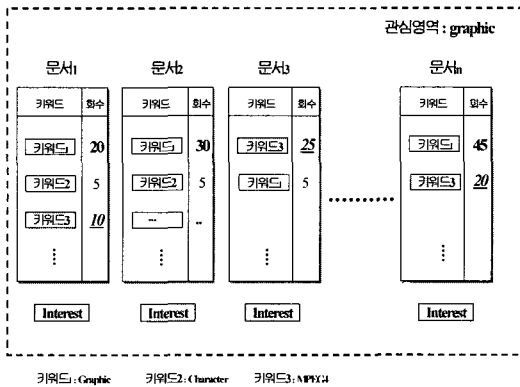 관심영역 : graphic
문서1 문서2 문서3 문서n
키워드 회수 키워드 회수 키워드 회수 키워드 회수
키워드1 20 키워드1 30 키워드3 25 키워드1 45
키워드2 5 키워드2 5 키워드1 5 키워드3 20
키워드3 10 ... ..
Interest Interest Interest Interest
키워드1 : Graphic 키워드2 : Character 키워드3 : MPEG4